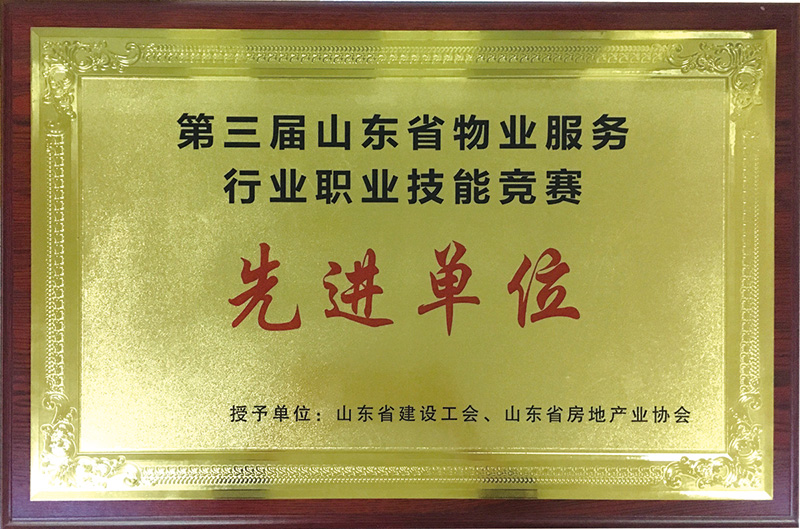 第三届山东省物业服务
行业职业技能竞赛
先进单位
授予单位：山东省建设工会、山东省房地产业协会